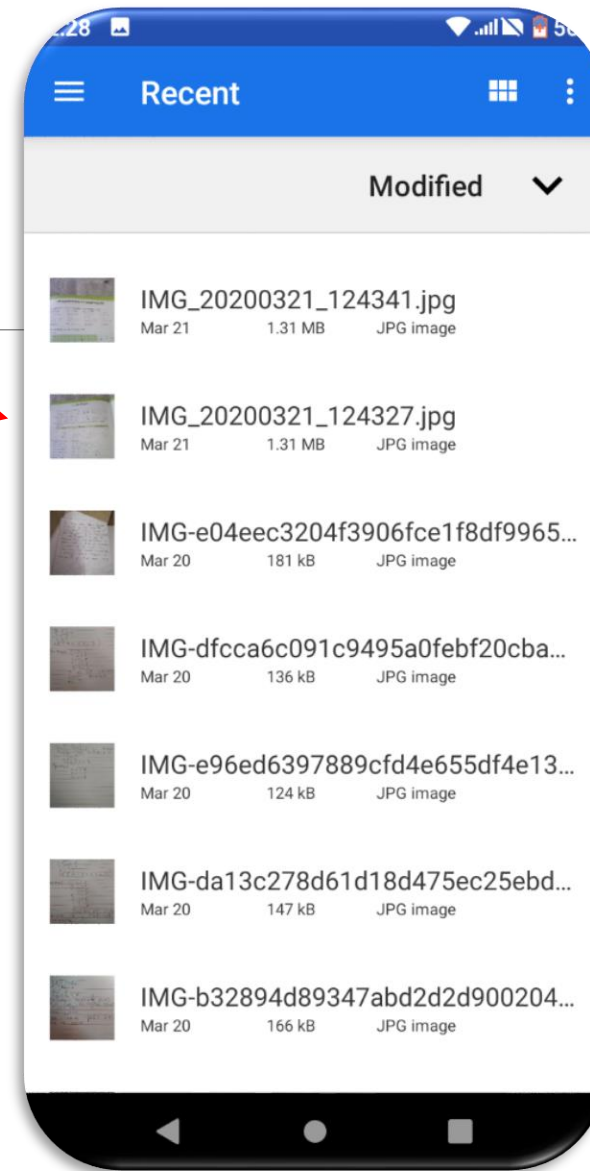 .28
Recent
Modified
IMG_20200321_124341.jpg
Mar 21 1.31 MB JPG image
IMG_20200321_124327.jpg
Mar 21 1.31 MB JPG image
IMG-e04eec3204f3906fce1f8df9965...
Mar 20 181 kB JPG image
IMG-dfcca6c091c9495a0febf20cba...
Mar 20 136 kB JPG image
IMG-e96ed6397889cfd4e655df4e13...
Mar 20 124 kB JPG image
IMG-da13c278d61d18d475ec25ebd...
Mar 20 147 kB JPG image
IMG-b32894d89347abd2d2d900204...
Mar 20 166 kB JPG image